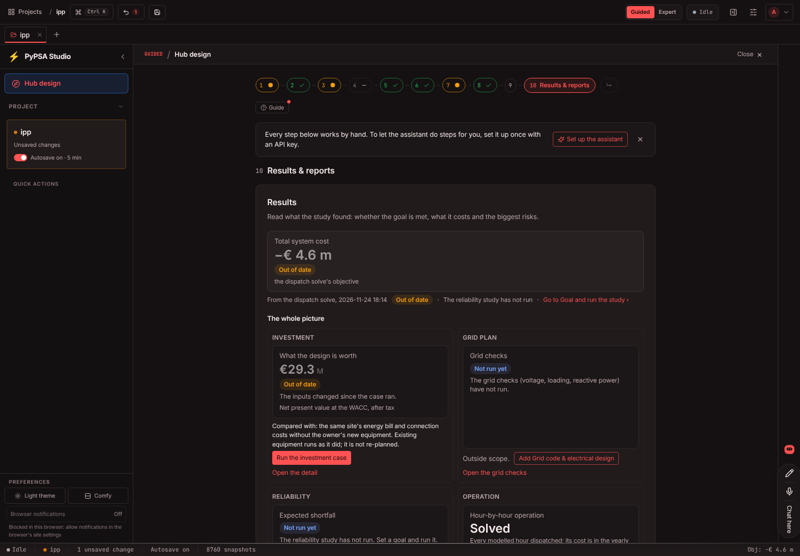 Projects / ipp Ctrl K 1 Guided Expert Idle A
ipp
PyPSA Studio
Hub design
PROJECT
ipp
Unsaved changes
Autosave on · 5 min
QUICK ACTIONS
PREFERENCES
Light theme Comfy
Browser notifications Off
Blocked in this browser: allow notifications in the
browser's site settings
GUIDED / Hub design Close
1 2 3 4 5 6 7 8 9 10 Results & reports
Guide
Every step below works by hand. To let the assistant do steps for you, set it up once with
an API key.
Set up the assistant
10 Results & reports
Results
Read what the study found: whether the goal is met, what it costs and the biggest risks.
Total system cost
−€ 4.6 m
Out of date
the dispatch solve's objective
From the dispatch solve, 2026-11-24 18:14 Out of date · The reliability study has not run · Go to Goal and run the study ›
The whole picture
INVESTMENT
What the design is worth
€29.3 M
Out of date
The inputs changed since the case ran.
Net present value at the WACC, after tax
Compared with: the same site's energy bill and connection
costs without the owner's new equipment. Existing
equipment runs as it did; it is not re-planned.
Run the investment case
Open the detail
GRID PLAN
Grid checks
Not run yet
The grid checks (voltage, loading, reactive power)
have not run.
Outside scope. Add Grid code & electrical design
Open the grid checks
RELIABILITY
Expected shortfall
Not run yet
The reliability study has not run. Set a goal and run it.
OPERATION
Hour-by-hour operation
Solved
Every modelled hour dispatched; its cost is in the yearly
Chat here
Idle ipp 1 unsaved change Autosave on 8760 snapshots Obj: −€ 4.6 m